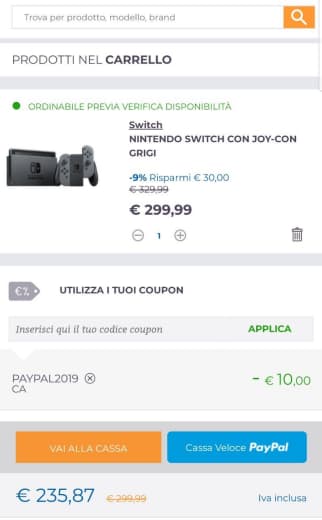 Trova per prodotto, modello, brand
PRODOTTI NEL CARRELLO
ORDINABILE PREVIA VERIFICA DISPONIBILITÀ
Switch
NINTENDO SWITCH CON JOY-CON
GRIGI
-9% Risparmi € 30,00
€ 329,99
€ 299,99
1
€% UTILIZZA I TUOI COUPON
Inserisci qui il tuo codice coupon APPLICA
PAYPAL2019
CA
- € 10,00
VAI ALLA CASSA Cassa Veloce PayPal
€ 235,87 € 299,99 Iva inclusa